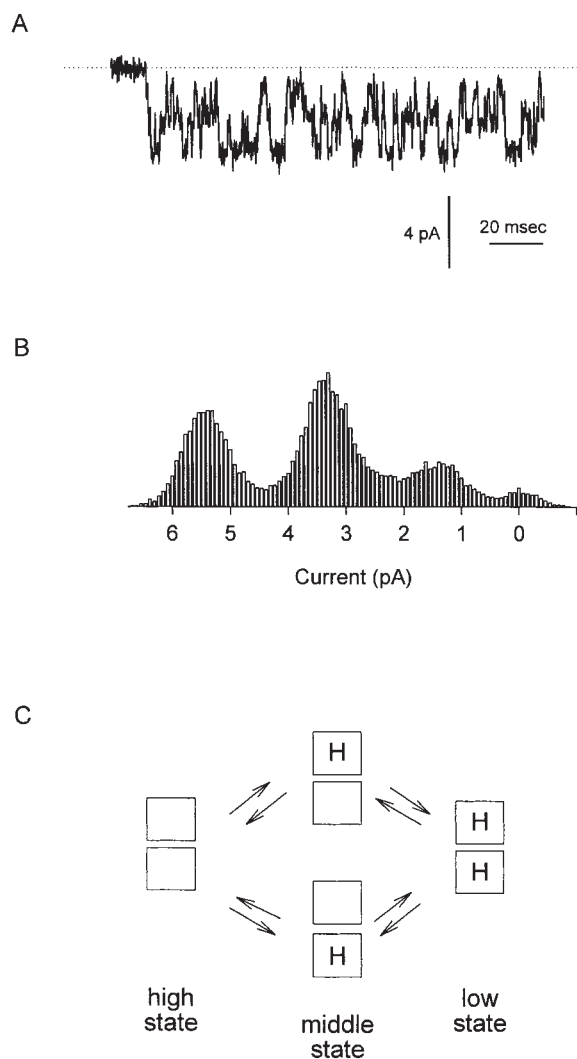 A
4 pA
20 msec
B
6 5 4 3 2 1 0
Current (pA)
C
H
H
H
H
high
state
middle
state
low
state